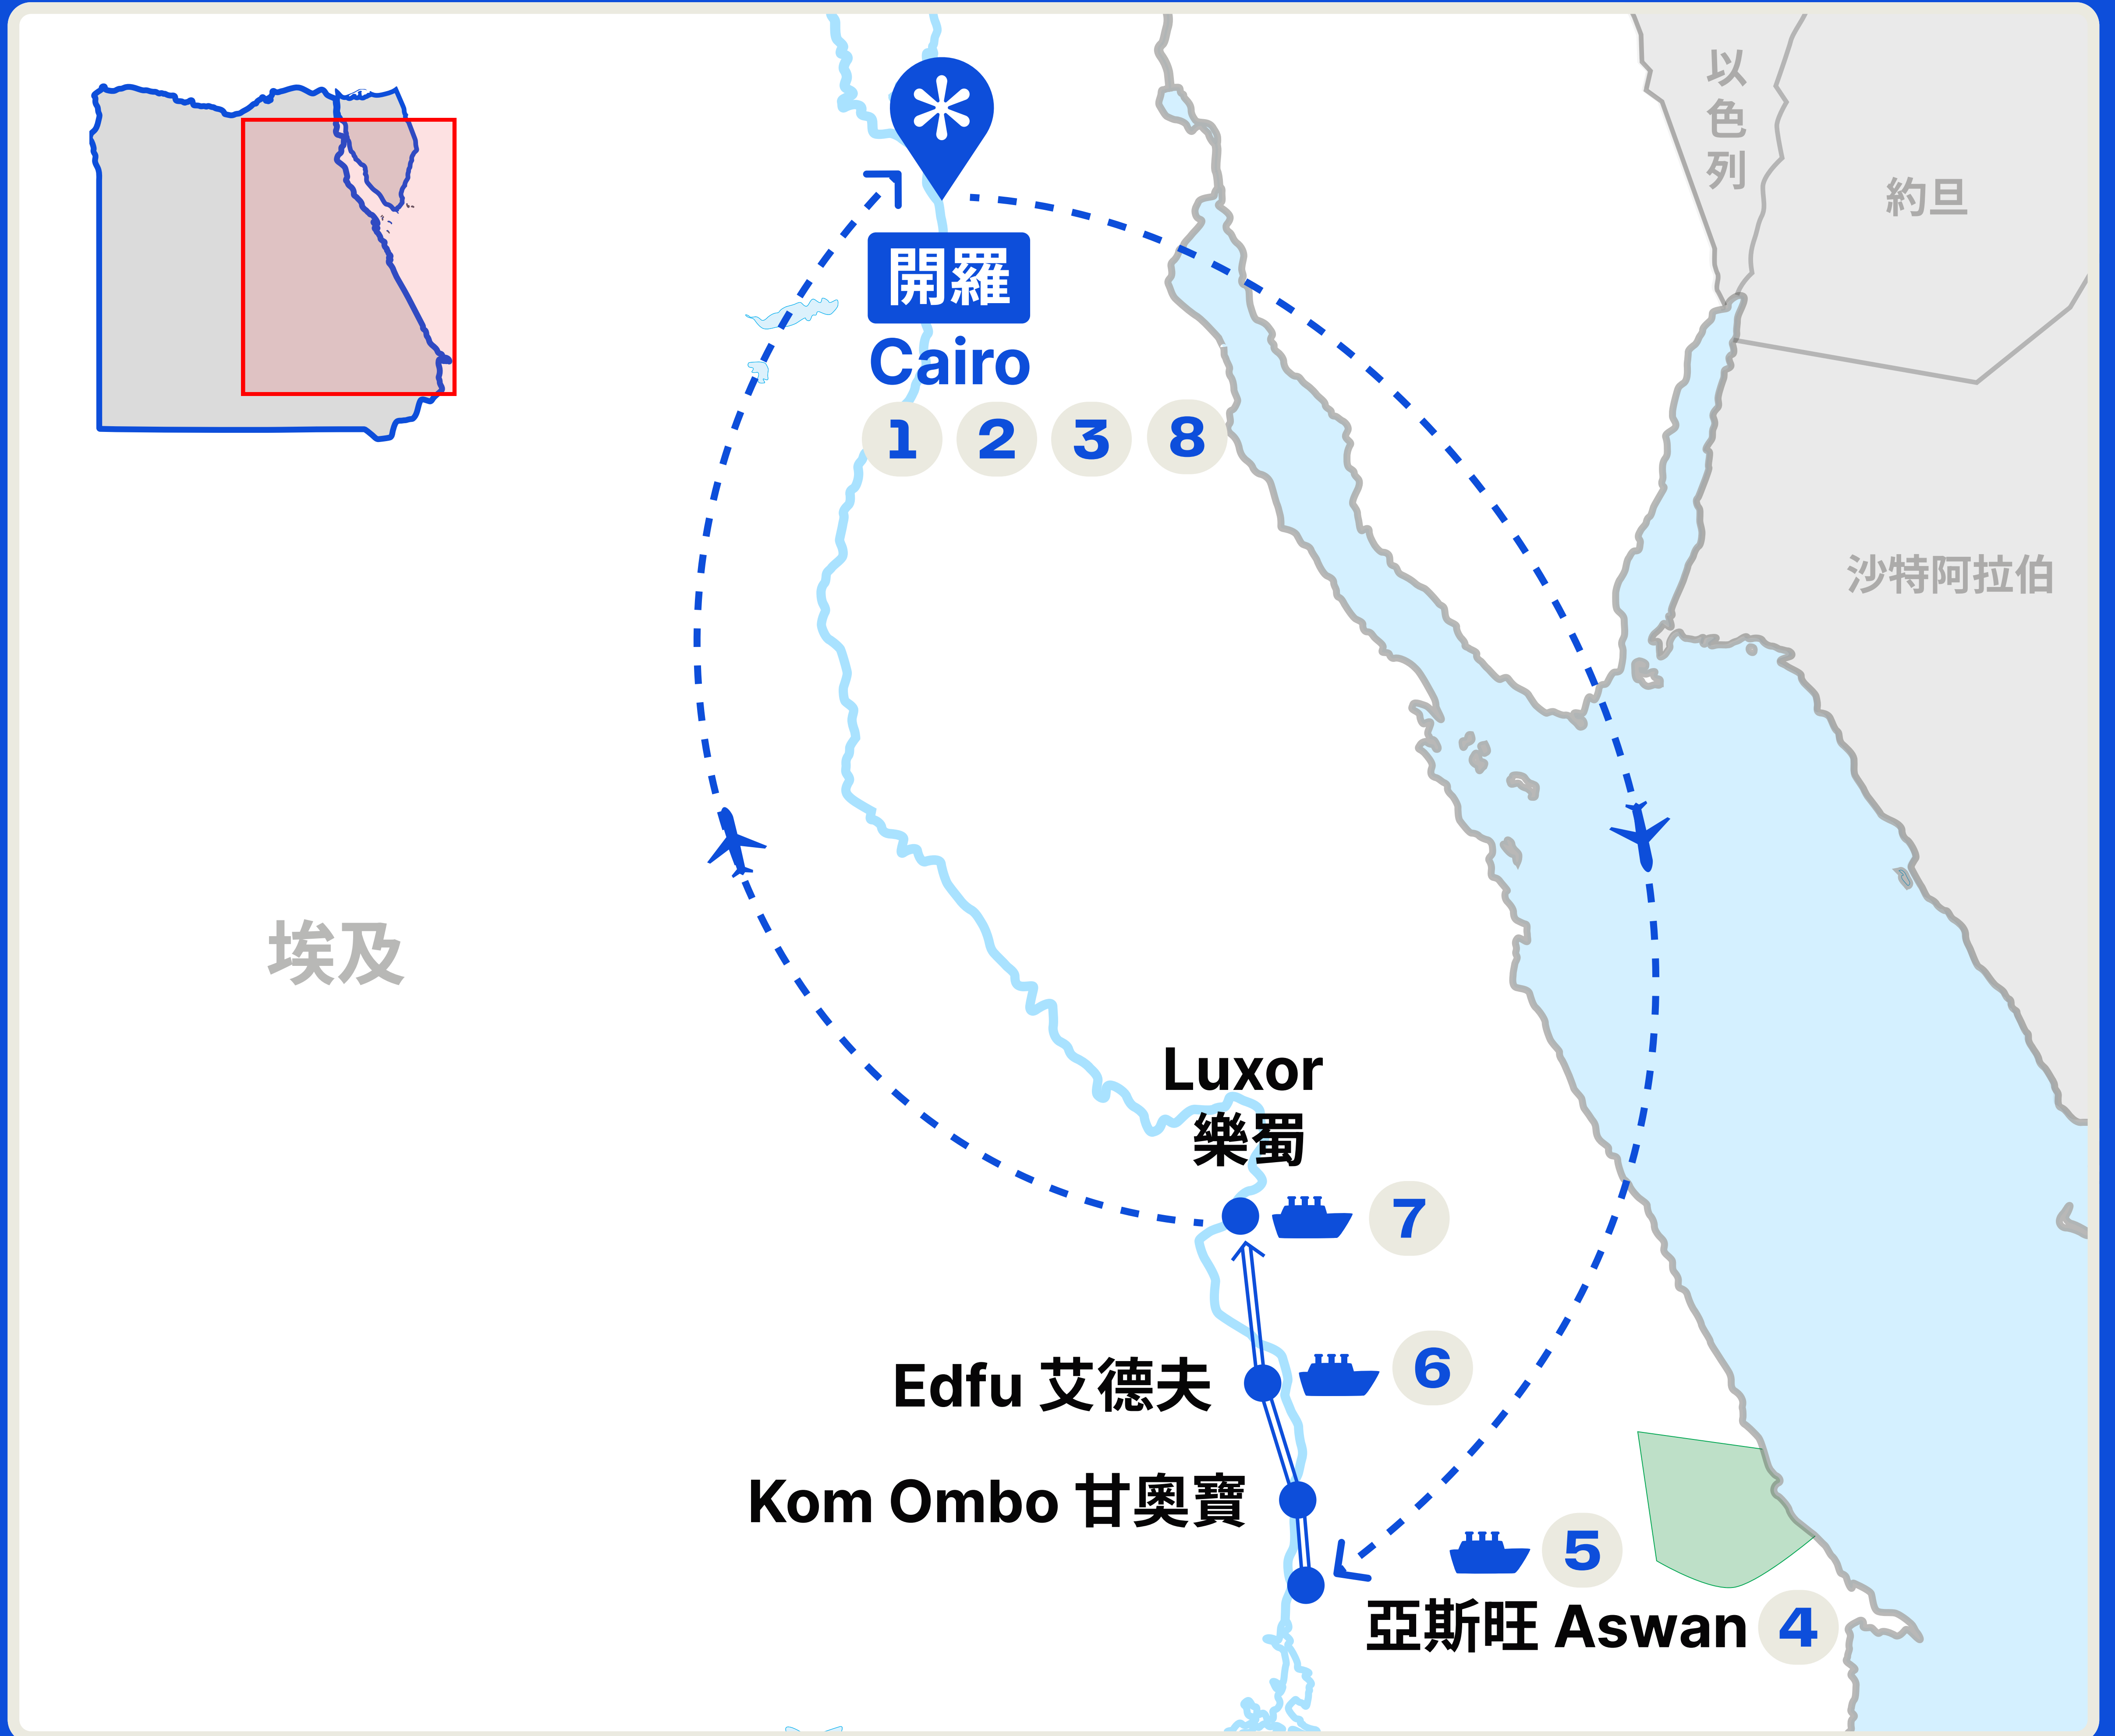 以
色
列
約旦
開羅
Cairo
1 2 3 8
沙特阿拉伯
埃及
Luxor
樂蜀
7
Edfu 艾德夫
6
Kom Ombo 甘奧寶
5
亞斯旺 Aswan 4